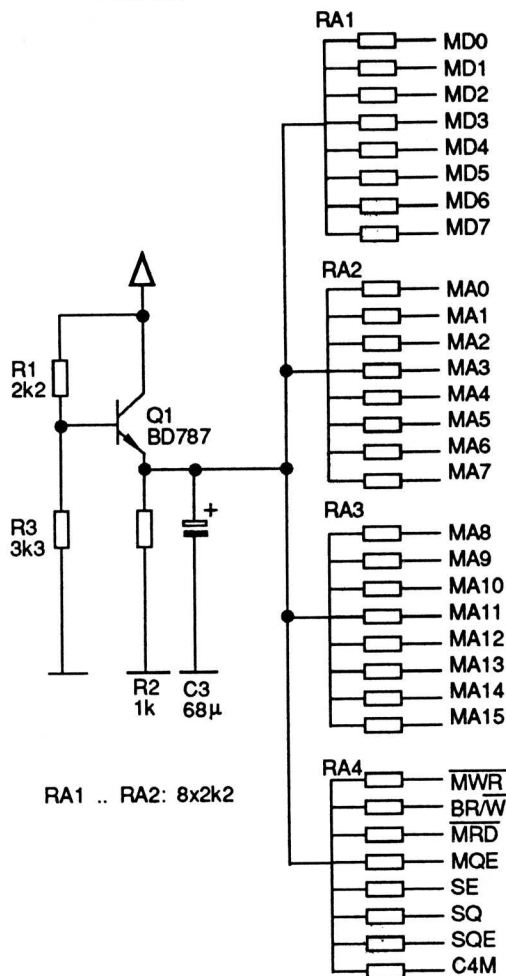 RA1
MD0
MD1
MD2
MD3
MD4
MD5
MD6
MD7
RA2
MA0
MA1
MA2
MA3
MA4
MA5
MA6
MA7
R1
2k2
Q1
BD787
R3
3k3
+
R2
1k
C3
68µ
RA3
MA8
MA9
MA10
MA11
MA12
MA13
MA14
MA15
RA1 .. RA2: 8x2k2
RA4
M̅W̅R̅
BR/W̅
M̅R̅D̅
MQE
SE
SQ
SQE
C4M